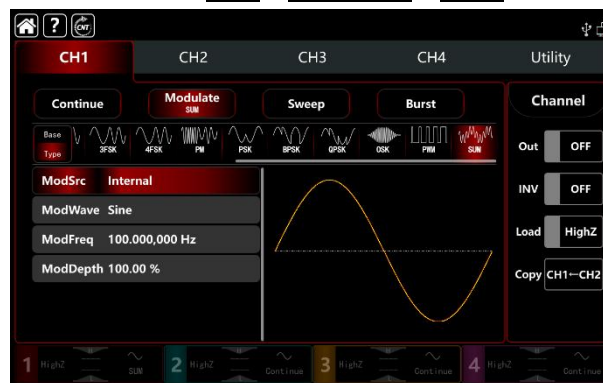 ? CNT
CH1 CH2 CH3 CH4 Utility
Continue Modulate SUM Sweep Burst Channel
Base Type 3FSK 4FSK PM PSK BPSK QPSK OSK PWM SUM
Out OFF
ModSrc Internal
INV OFF
ModWave Sine
ModFreq 100.000,000 Hz
Load HighZ
ModDepth 100.00 %
Copy CH1←CH2
1 HighZ SUM 2 HighZ Continue 3 HighZ Continue 4 HighZ Continue